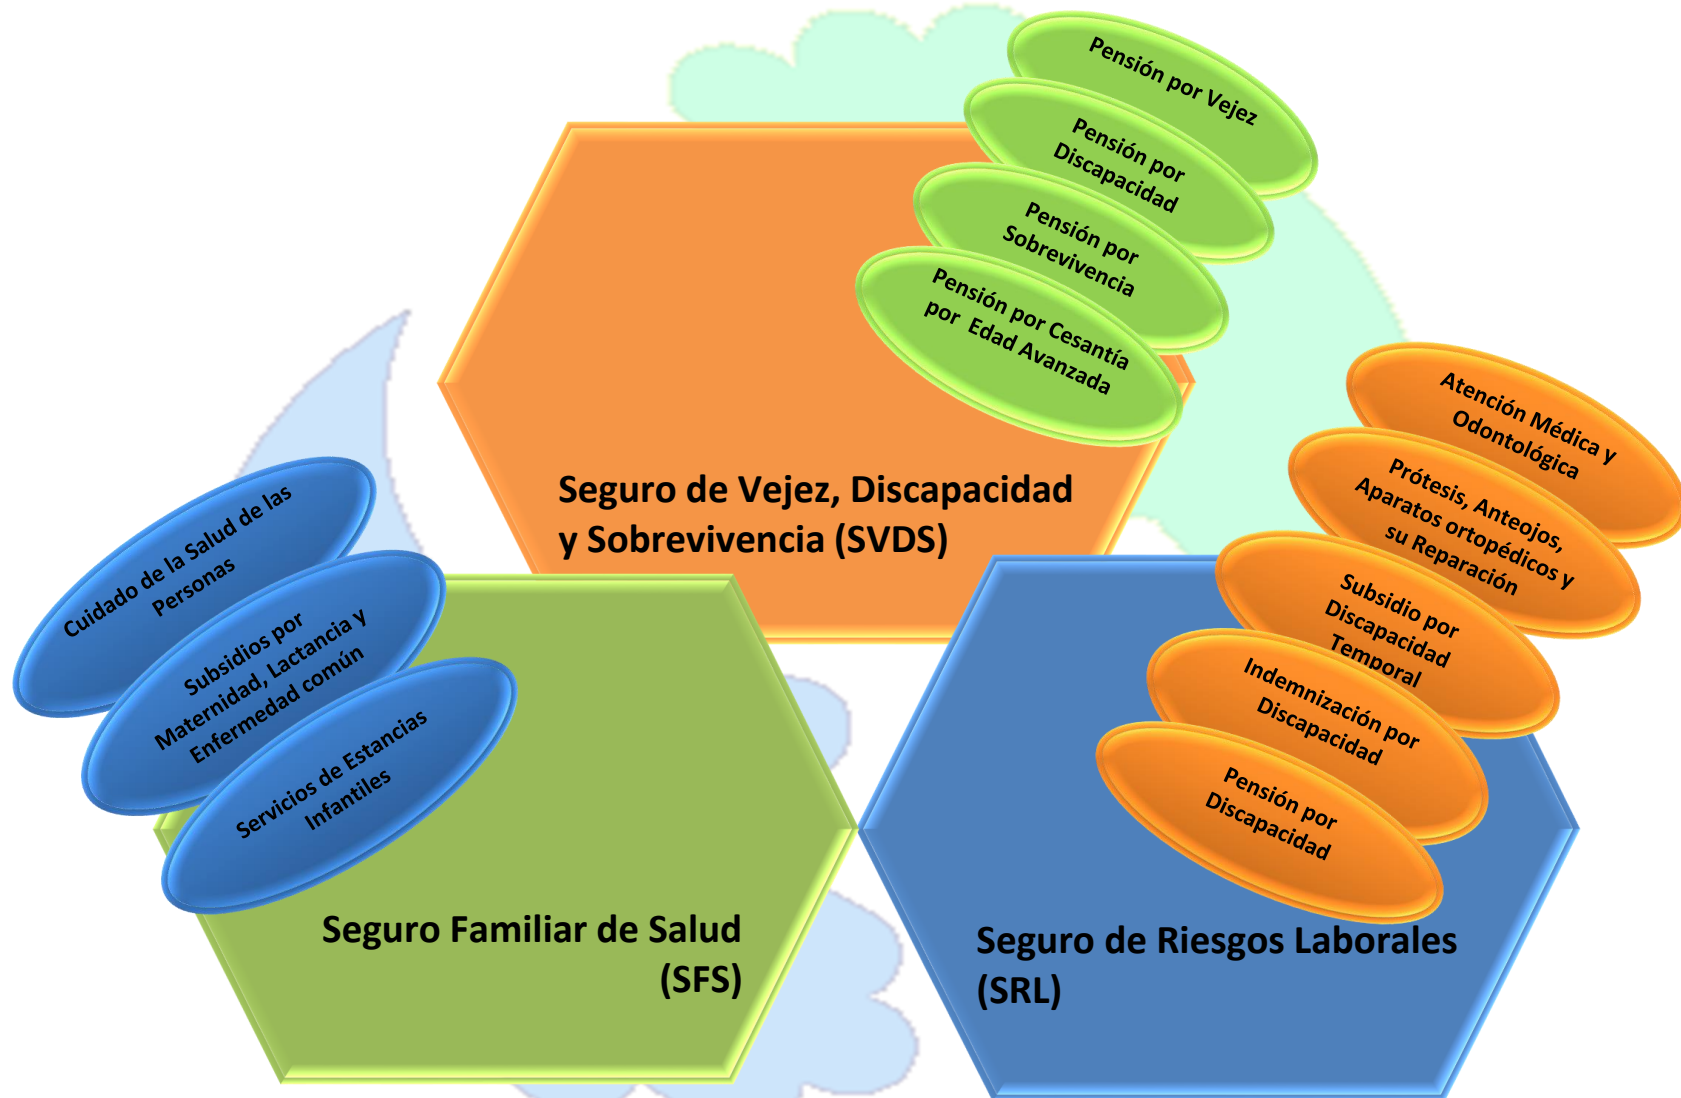 Pensión por Vejez
Pensión por
Discapacidad
Pensión por
Sobrevivencia
Pensión por Cesantía
por Edad Avanzada
Seguro de Vejez, Discapacidad
y Sobrevivencia (SVDS)
Cuidado de la Salud de las
Personas
Subsidios por
Maternidad, Lactancia y
Enfermedad común
Servicios de Estancias
Infantiles
Seguro Familiar de Salud
(SFS)
Atención Médica y
Odontológica
Prótesis, Anteojos,
Aparatos ortopédicos y
su Reparación
Subsidio por
Discapacidad
Temporal
Indemnización por
Discapacidad
Pensión por
Discapacidad
Seguro de Riesgos Laborales
(SRL)